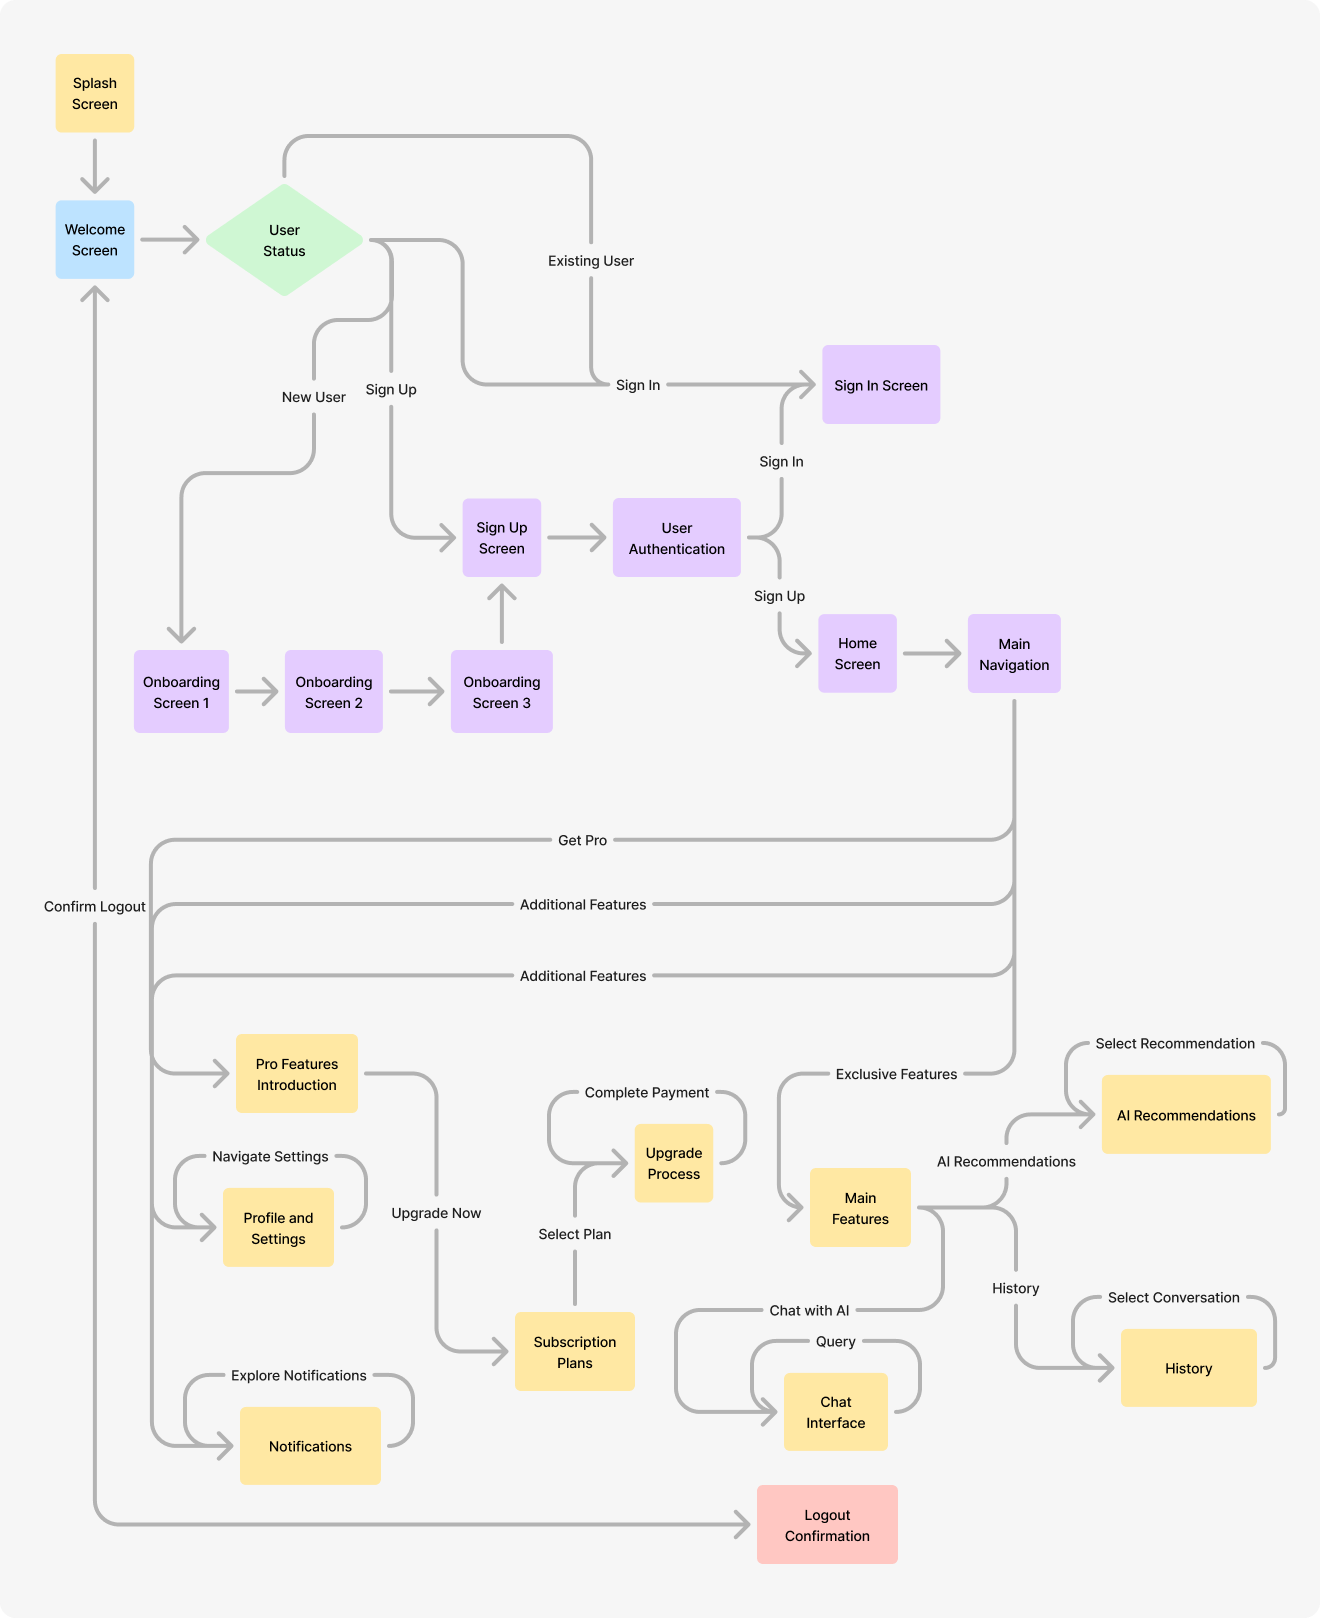 Splash
Screen
Welcome
Screen
User
Status
Existing User
New User
Sign Up
Sign In
Sign In Screen
Sign In
Sign Up
Screen
User
Authentication
Sign Up
Home
Screen
Main
Navigation
Onboarding
Screen 1
Onboarding
Screen 2
Onboarding
Screen 3
Get Pro
Confirm Logout
Additional Features
Additional Features
Pro Features
Introduction
Exclusive Features
Select Recommendation
AI Recommendations
Complete Payment
Upgrade
Process
Navigate Settings
Profile and
Settings
Upgrade Now
Select Plan
Main
Features
AI Recommendations
History
Select Conversation
History
Chat with AI
Query
Chat
Interface
Subscription
Plans
Explore Notifications
Notifications
Logout
Confirmation